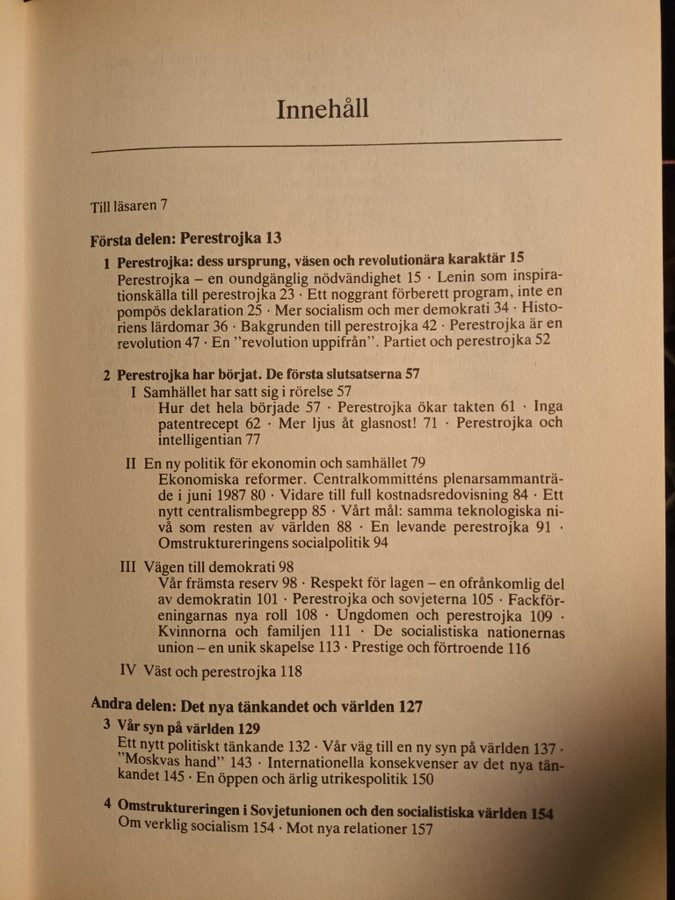 Innehåll
Till läsaren 7
Första delen: Perestrojka 13
1 Perestrojka: dess ursprung, väsen och revolutionära karaktär 15
Perestrojka – en oundgänglig nödvändighet 15 · Lenin som inspira-
tionskälla till perestrojka 23 · Ett noggrant förberett program, inte en
pompös deklaration 25 · Mer socialism och mer demokrati 34 · Histo-
riens lärdomar 36 · Bakgrunden till perestrojka 42 · Perestrojka är en
revolution 47 · En ”revolution uppifrån”. Partiet och perestrojka 52
2 Perestrojka har börjat. De första slutsatserna 57
I Samhället har satt sig i rörelse 57
Hur det hela började 57 · Perestrojka ökar takten 61 · Inga
patentrecept 62 · Mer ljus åt glasnost! 71 · Perestrojka och
intelligentian 77
II En ny politik för ekonomin och samhället 79
Ekonomiska reformer. Centralkommitténs plenarsammanträ-
de i juni 1987 80 · Vidare till full kostnadsredovisning 84 · Ett
nytt centralismbegrepp 85 · Vårt mål: samma teknologiska ni-
vå som resten av världen 88 · En levande perestrojka 91 ·
Omstruktureringens socialpolitik 94
III Vägen till demokrati 98
Vår främsta reserv 98 · Respekt för lagen – en ofrånkomlig del
av demokratin 101 · Perestrojka och sovjeterna 105 · Fackför-
eningarnas nya roll 108 · Ungdomen och perestrojka 109 ·
Kvinnorna och familjen 111 · De socialistiska nationernas
union – en unik skapelse 113 · Prestige och förtroende 116
IV Väst och perestrojka 118
Andra delen: Det nya tänkandet och världen 127
3 Vår syn på världen 129
Ett nytt politiskt tänkande 132 · Vår väg till en ny syn på världen 137 ·
”Moskvas hand” 143 · Internationella konsekvenser av det nya tän-
kandet 145 · En öppen och ärlig utrikespolitik 150
4 Omstruktureringen i Sovjetunionen och den socialistiska världen 154
Om verklig socialism 154 · Mot nya relationer 157